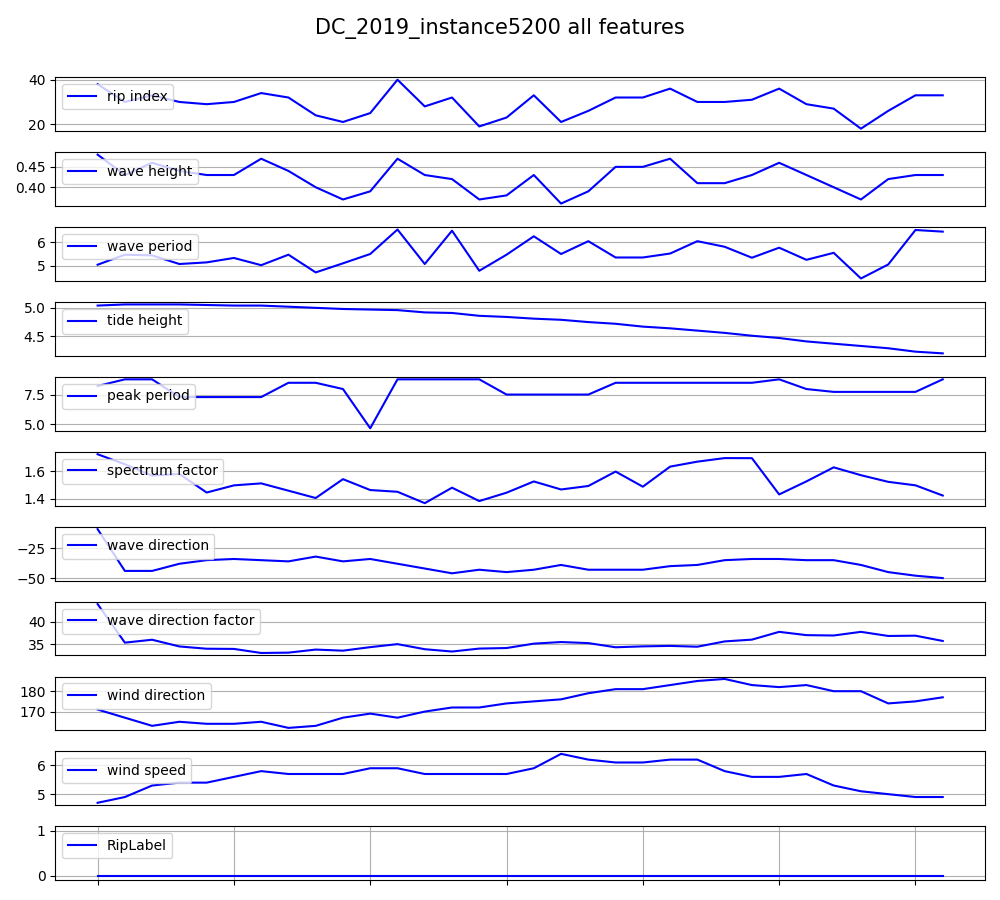 DC_2019_instance5200 all features
40
20
rip index
0.45
0.40
wave height
6
5
wave period
5.0
4.5
tide height
7.5
5.0
peak period
1.6
1.4
spectrum factor
−25
−50
wave direction
40
35
wave direction factor
180
170
wind direction
6
5
wind speed
1
0
RipLabel